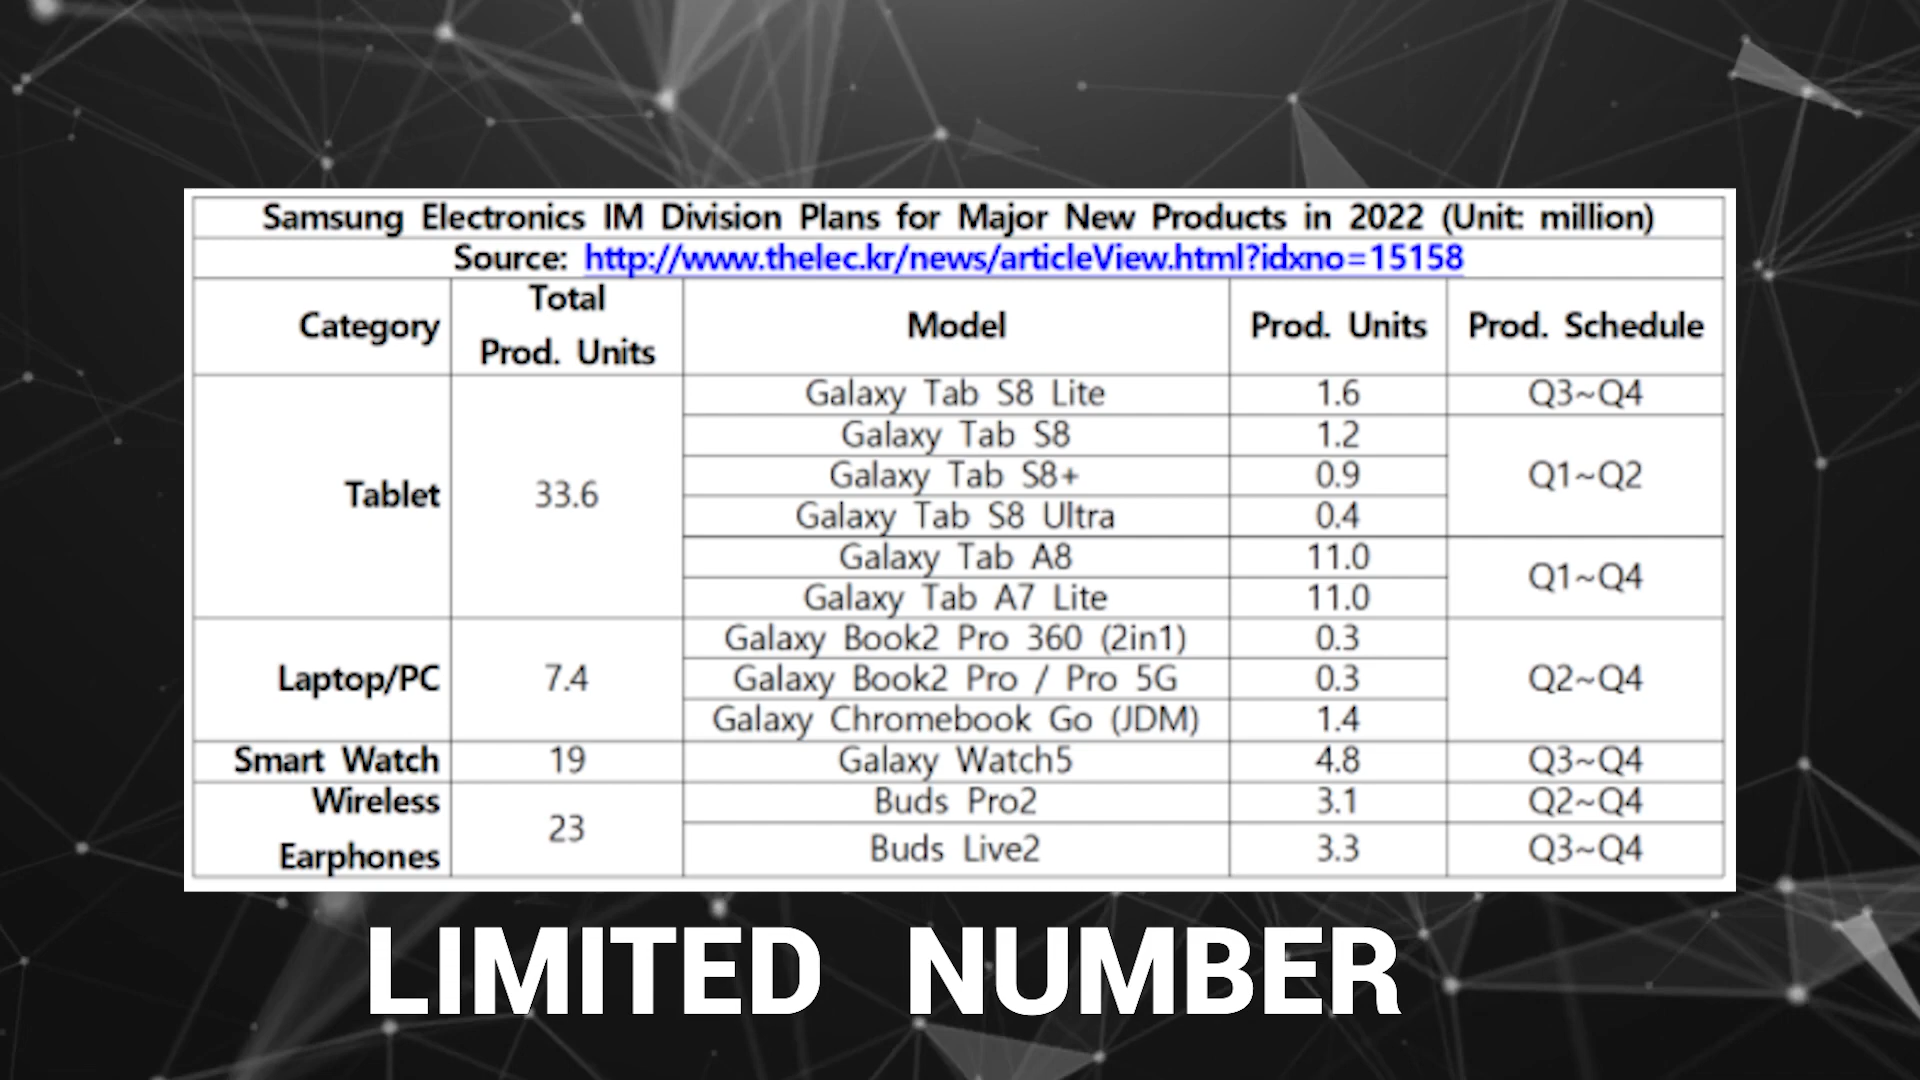 Samsung Electronics IM Division Plans for Major New Products in 2022 (Unit: million)
Source: http://www.thelec.kr/news/articleView.html?idxno=15158
Category Total Prod. Units Model Prod. Units Prod. Schedule
Tablet 33.6 Galaxy Tab S8 Lite 1.6 Q3~Q4
Galaxy Tab S8 1.2 Q1~Q2
Galaxy Tab S8+ 0.9
Galaxy Tab S8 Ultra 0.4
Galaxy Tab A8 11.0 Q1~Q4
Galaxy Tab A7 Lite 11.0
Laptop/PC 7.4 Galaxy Book2 Pro 360 (2in1) 0.3 Q2~Q4
Galaxy Book2 Pro / Pro 5G 0.3
Galaxy Chromebook Go (JDM) 1.4
Smart Watch 19 Galaxy Watch5 4.8 Q3~Q4
Wireless Earphones 23 Buds Pro2 3.1 Q2~Q4
Buds Live2 3.3 Q3~Q4
LIMITED NUMBER